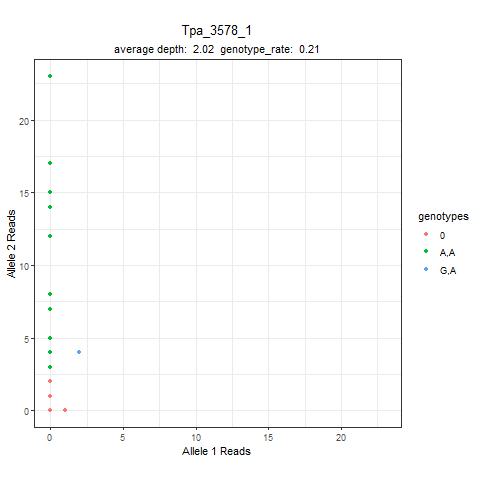 Tpa_3578_1
average depth: 2.02 genotype_rate: 0.21
Allele 2 Reads
20
15
10
5
0
0 5 10 15 20
Allele 1 Reads
genotypes
0
A,A
G,A